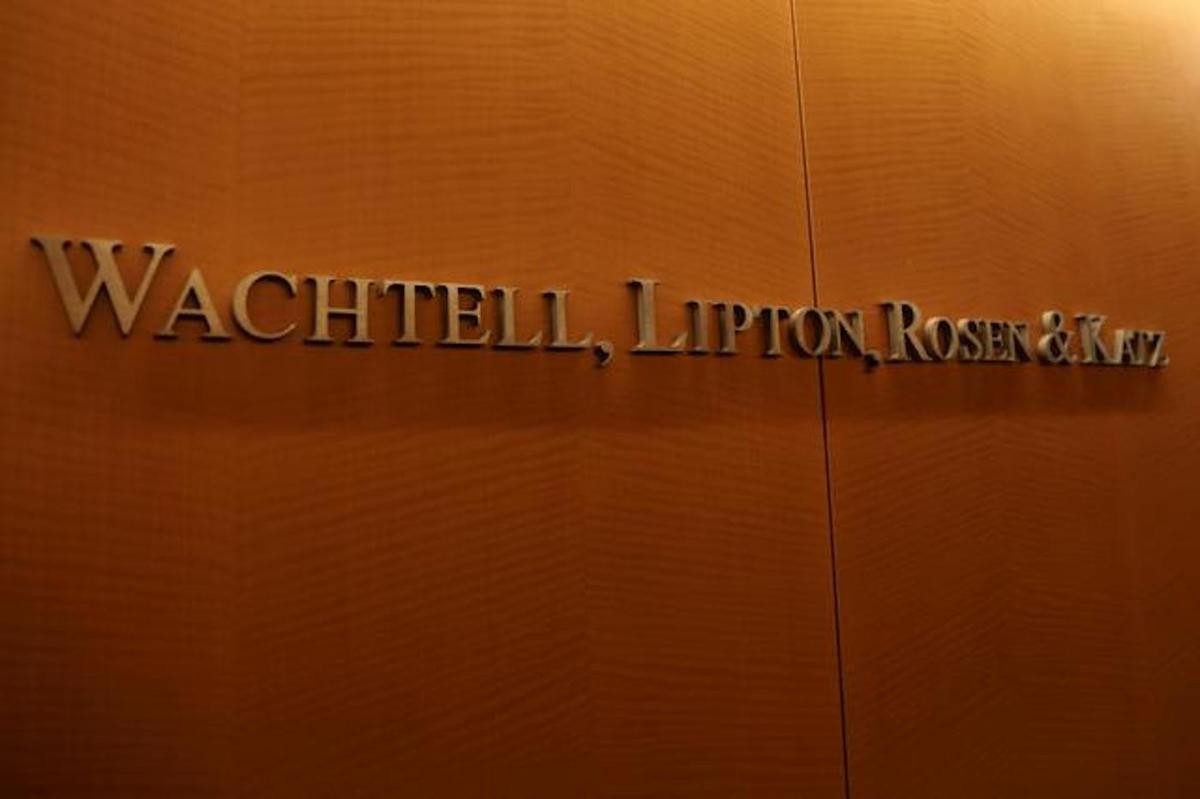 WACHTELL, LIPTON, ROSEN & KATZ